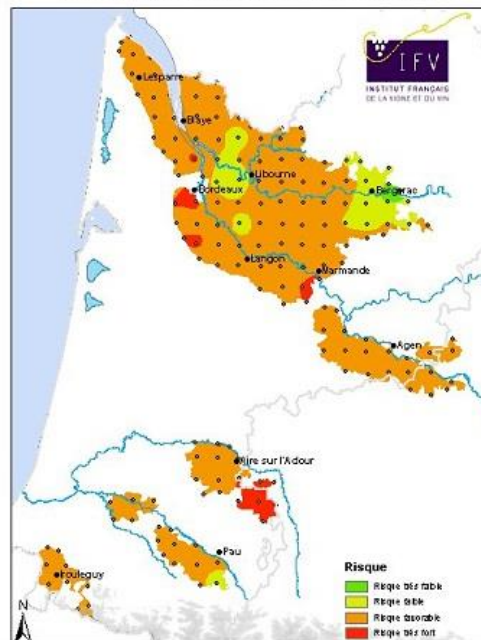 IFV
INSTITUT FRANÇAIS
DE LA VIGNE ET DU VIN
Lesparre
Blaye
Libourne
Bordeaux
Bergerac
Langon
Marmande
Agen
Aire sur l'Adour
Pau
Irouleguy
Risque
Risque très faible
Risque faible
Risque favorable
Risque très fort
N